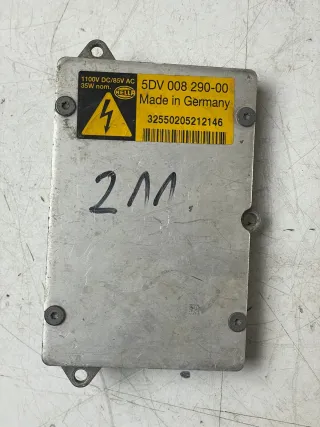 1100V DC/85V AC
35W nom.
HELLA
5DV 008 290-00
Made in Germany
32550205212146
211